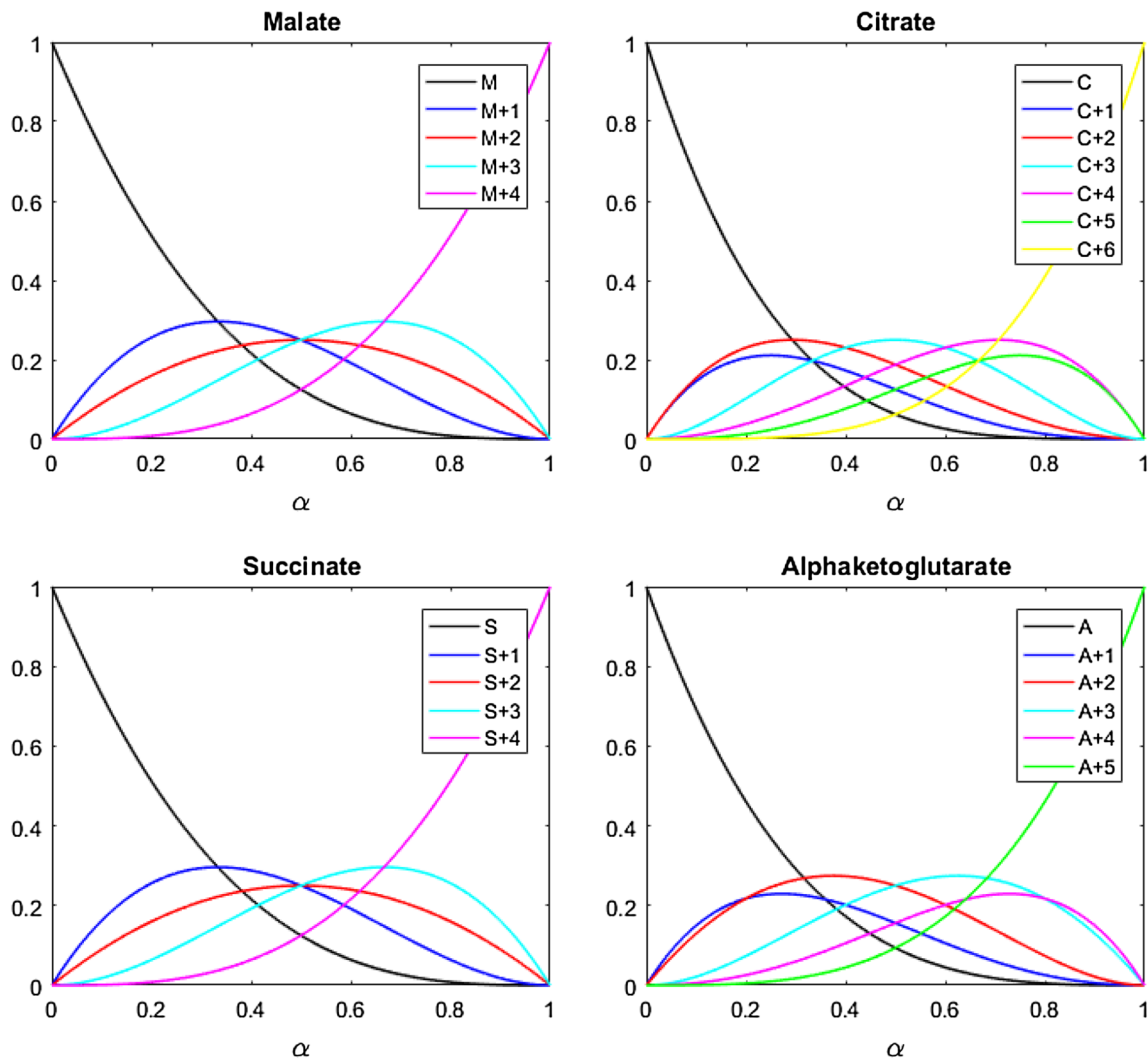 Malate
1
0.8
0.6
0.4
0.2
0
0 0.2 0.4 0.6 0.8 1
α
M
M+1
M+2
M+3
M+4
Citrate
1
0.8
0.6
0.4
0.2
0
0 0.2 0.4 0.6 0.8 1
α
C
C+1
C+2
C+3
C+4
C+5
C+6
Succinate
1
0.8
0.6
0.4
0.2
0
0 0.2 0.4 0.6 0.8 1
α
S
S+1
S+2
S+3
S+4
Alphaketoglutarate
1
0.8
0.6
0.4
0.2
0
0 0.2 0.4 0.6 0.8 1
α
A
A+1
A+2
A+3
A+4
A+5